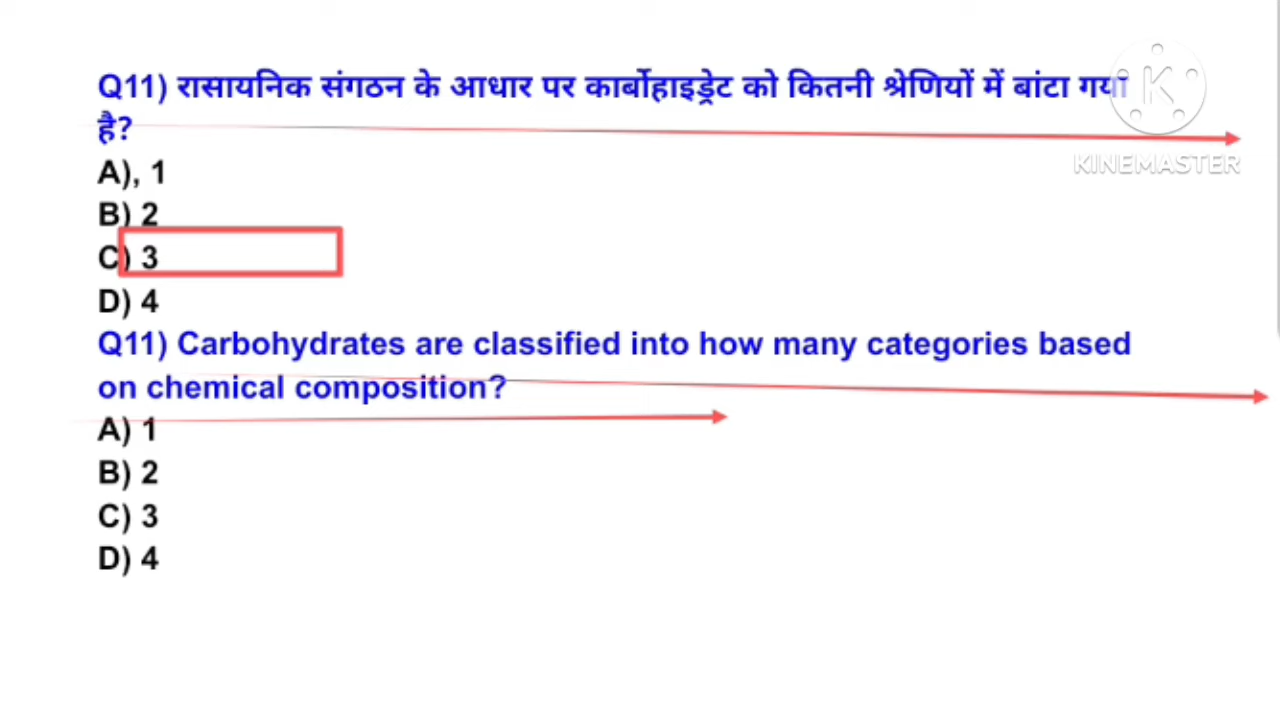 Q11) रासायनिक संगठन के आधार पर कार्बोहाइड्रेट को कितनी श्रेणियों में बांटा गया
है?
KINEMASTER
A), 1
B) 2
C) 3
D) 4
Q11) Carbohydrates are classified into how many categories based
on chemical composition?
A) 1
B) 2
C) 3
D) 4